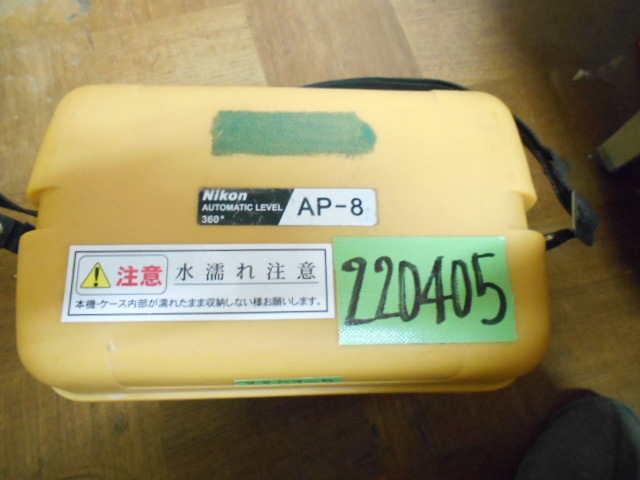 Nikon
AUTOMATIC LEVEL
360°
AP-8
注意
水濡れ注意
本機・ケース内部が濡れたまま収納しない様お願いします。
220405